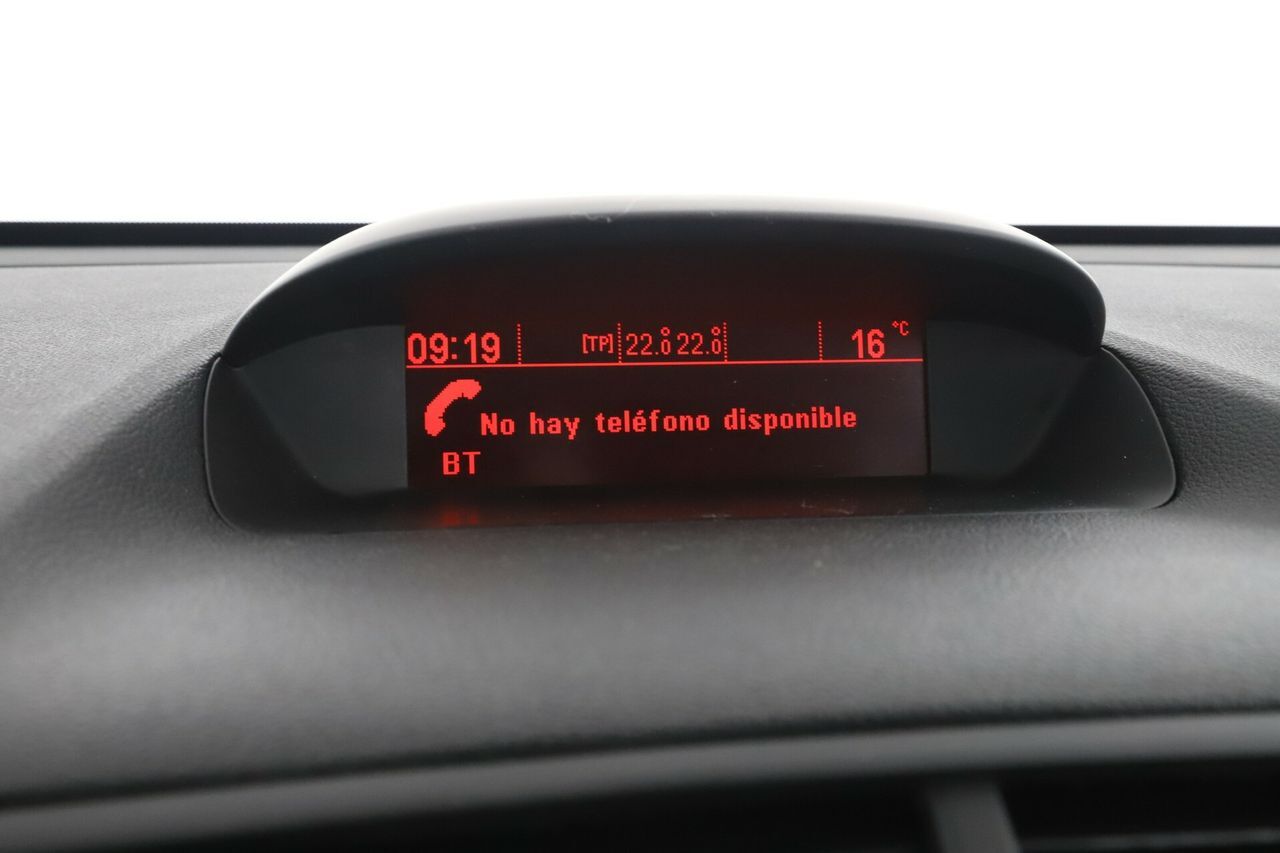 09:19 [TP] 22.0° 22.0° 16 °C
No hay teléfono disponible
BT